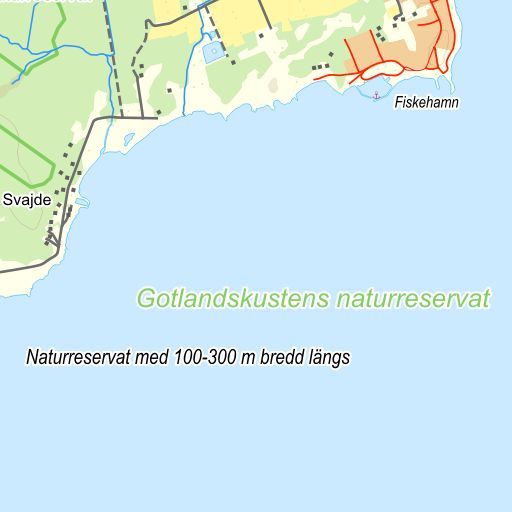 Fiskehamn
Svajde
Gotlandskustens naturreservat
Naturreservat med 100-300 m bredd längs